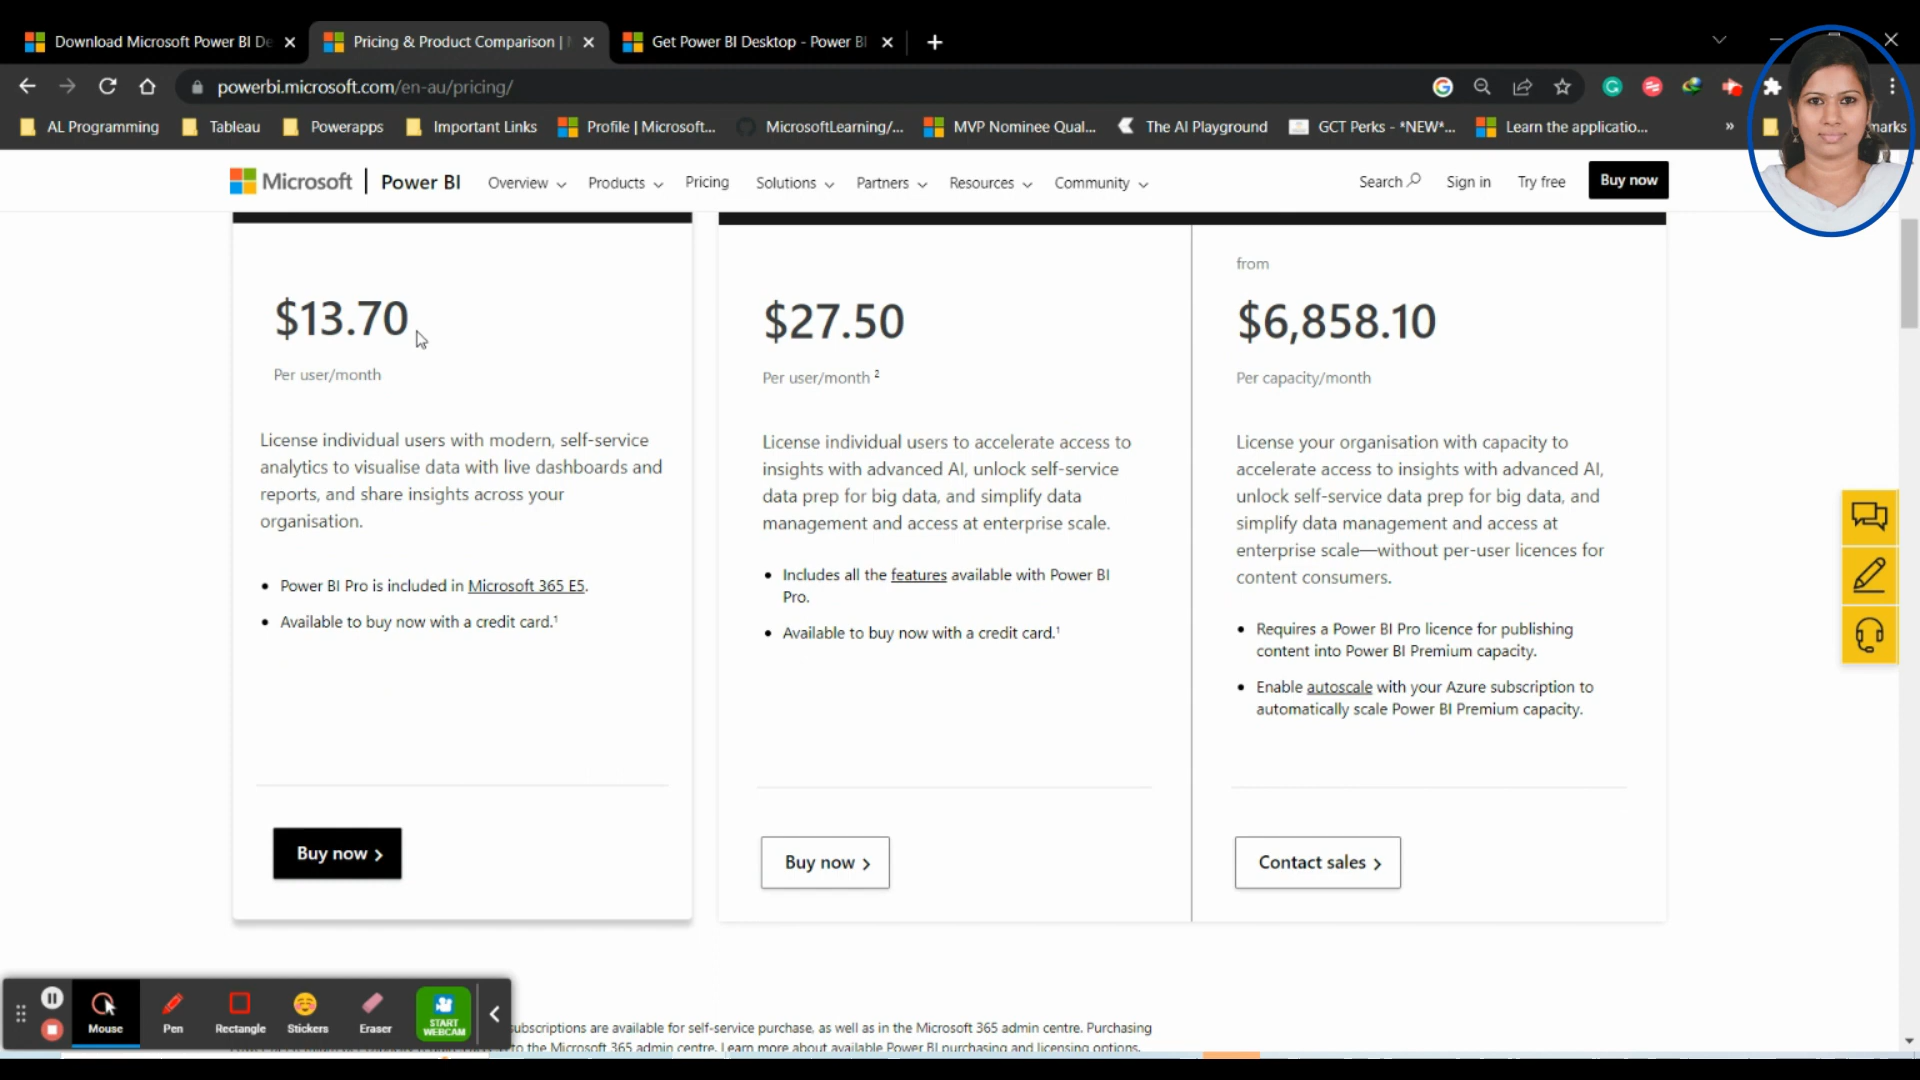 Download Microsoft Power BI De
Pricing & Product Comparison |
Get Power BI Desktop - Power BI
powerbi.microsoft.com/en-au/pricing/
AL Programming
Tableau
Powerapps
Important Links
Profile | Microsoft...
MicrosoftLearning/...
MVP Nominee Qual...
The AI Playground
GCT Perks - *NEW*...
Learn the applicatio...
»
marks
Microsoft | Power BI
Overview
Products
Pricing
Solutions
Partners
Resources
Community
Search
Sign in
Try free
Buy now
$13.70
Per user/month
License individual users with modern, self-service
analytics to visualise data with live dashboards and
reports, and share insights across your
organisation.
• Power BI Pro is included in Microsoft 365 E5.
• Available to buy now with a credit card.¹
Buy now >
$27.50
Per user/month ²
License individual users to accelerate access to
insights with advanced AI, unlock self-service
data prep for big data, and simplify data
management and access at enterprise scale.
• Includes all the features available with Power BI
Pro.
• Available to buy now with a credit card.¹
Buy now >
from
$6,858.10
Per capacity/month
License your organisation with capacity to
accelerate access to insights with advanced AI,
unlock self-service data prep for big data, and
simplify data management and access at
enterprise scale—without per-user licences for
content consumers.
• Requires a Power BI Pro licence for publishing
content into Power BI Premium capacity.
• Enable autoscale with your Azure subscription to
automatically scale Power BI Premium capacity.
Contact sales >
Mouse
Pen
Rectangle
Stickers
Eraser
START
WEBCAM
subscriptions are available for self-service purchase, as well as in the Microsoft 365 admin centre. Purchasing
to the Microsoft 365 admin centre. Learn more about available Power BI purchasing and licensing options.